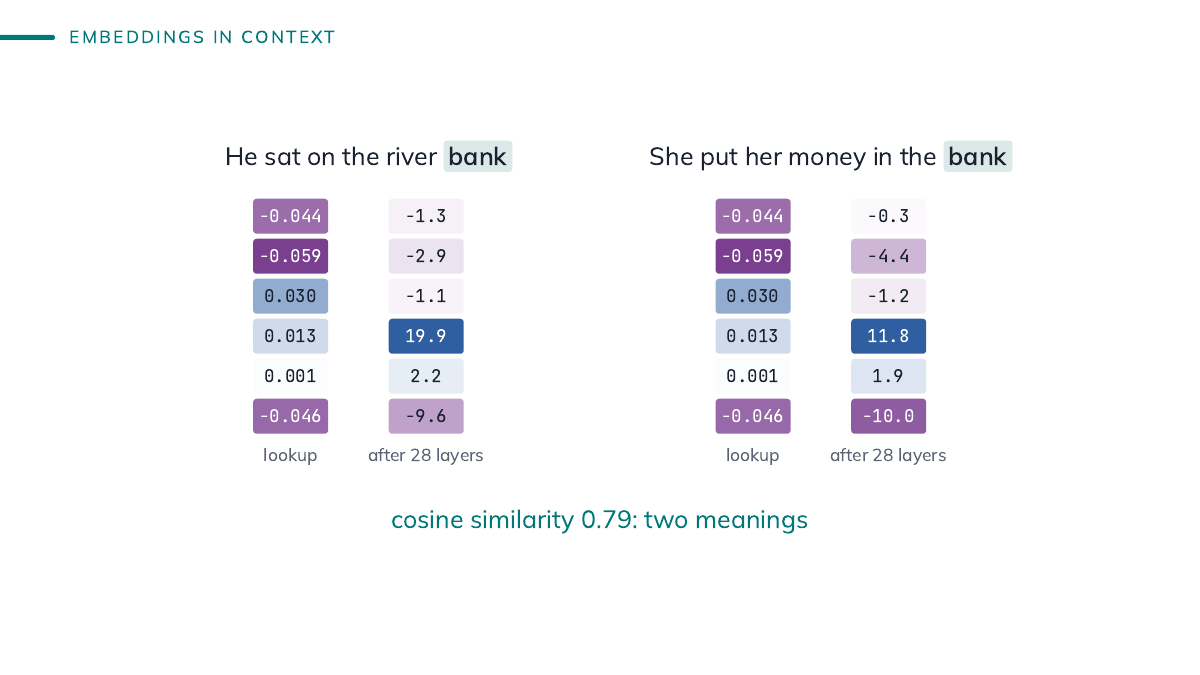 EMBEDDINGS IN CONTEXT
He sat on the river bank
She put her money in the bank
-0.044 -1.3 -0.044 -0.3
-0.059 -2.9 -0.059 -4.4
0.030 -1.1 0.030 -1.2
0.013 19.9 0.013 11.8
0.001 2.2 0.001 1.9
-0.046 -9.6 -0.046 -10.0
lookup after 28 layers lookup after 28 layers
cosine similarity 0.79: two meanings